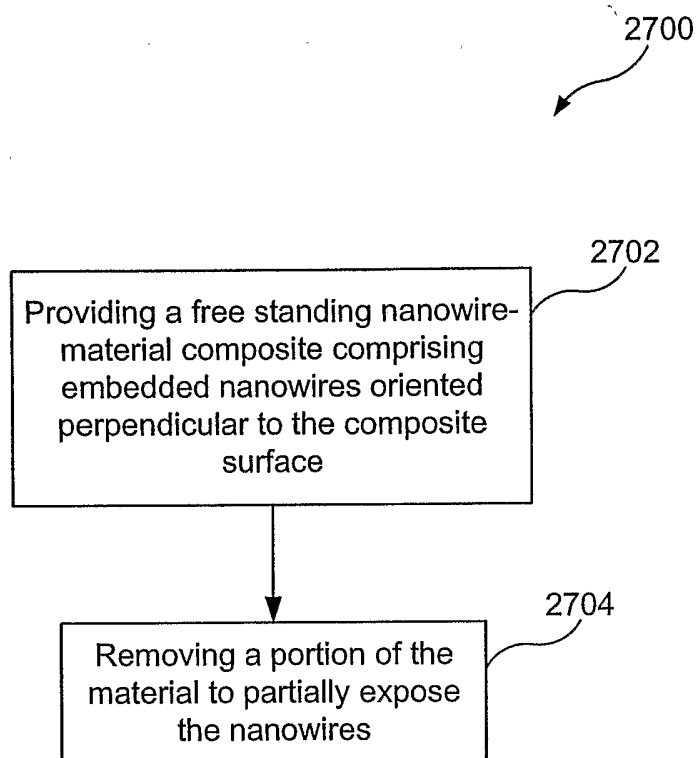 2700
2702
Providing a free standing nanowire-
material composite comprising
embedded nanowires oriented
perpendicular to the composite
surface
2704
Removing a portion of the
material to partially expose
the nanowires